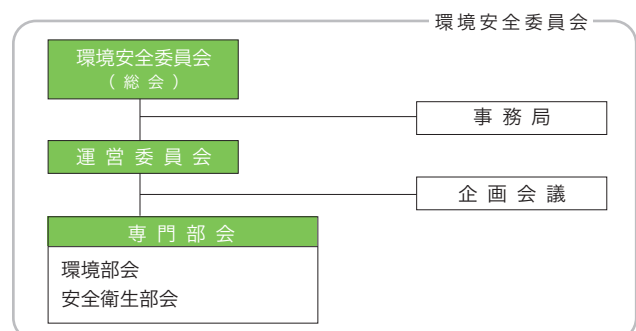 環境安全委員会
環境安全委員会
（総会）
事務局
運営委員会
企画会議
専門部会
環境部会
安全衛生部会